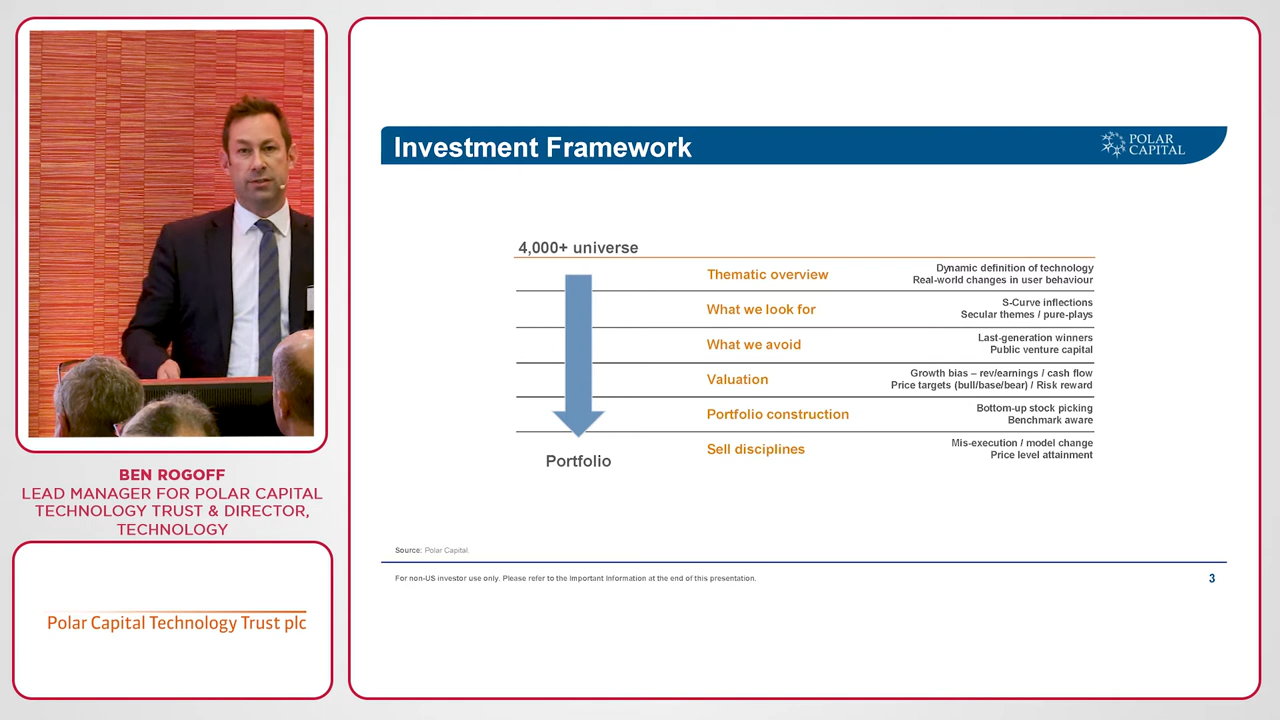 BEN ROGOFF
LEAD MANAGER FOR POLAR CAPITAL
TECHNOLOGY TRUST & DIRECTOR,
TECHNOLOGY
Polar Capital Technology Trust plc
Investment Framework
POLAR
CAPITAL
4,000+ universe
Thematic overview
Dynamic definition of technology
Real-world changes in user behaviour
What we look for
S-Curve inflections
Secular themes / pure-plays
What we avoid
Last-generation winners
Public venture capital
Valuation
Growth bias – rev/earnings / cash flow
Price targets (bull/base/bear) / Risk reward
Portfolio construction
Bottom-up stock picking
Benchmark aware
Sell disciplines
Mis-execution / model change
Price level attainment
Portfolio
Source: Polar Capital.
For non-US investor use only. Please refer to the Important Information at the end of this presentation.
3